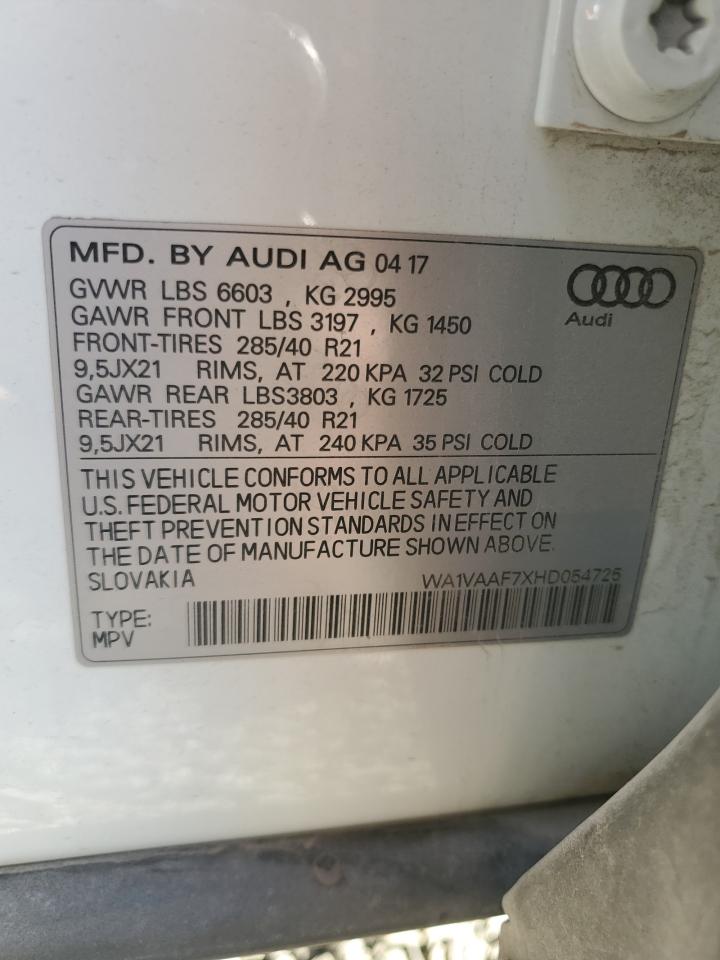 MFD. BY AUDI AG 04 17
GVWR LBS 6603 , KG 2995
GAWR FRONT LBS 3197 , KG 1450
FRONT-TIRES 285/40 R21
9,5JX21 RIMS, AT 220 KPA 32 PSI COLD
GAWR REAR LBS3803 , KG 1725
REAR-TIRES 285/40 R21
9,5JX21 RIMS, AT 240 KPA 35 PSI COLD
Audi
THIS VEHICLE CONFORMS TO ALL APPLICABLE
U.S. FEDERAL MOTOR VEHICLE SAFETY AND
THEFT PREVENTION STANDARDS IN EFFECT ON
THE DATE OF MANUFACTURE SHOWN ABOVE.
SLOVAKIA WA1VAAF7XHD054725
TYPE:
MPV